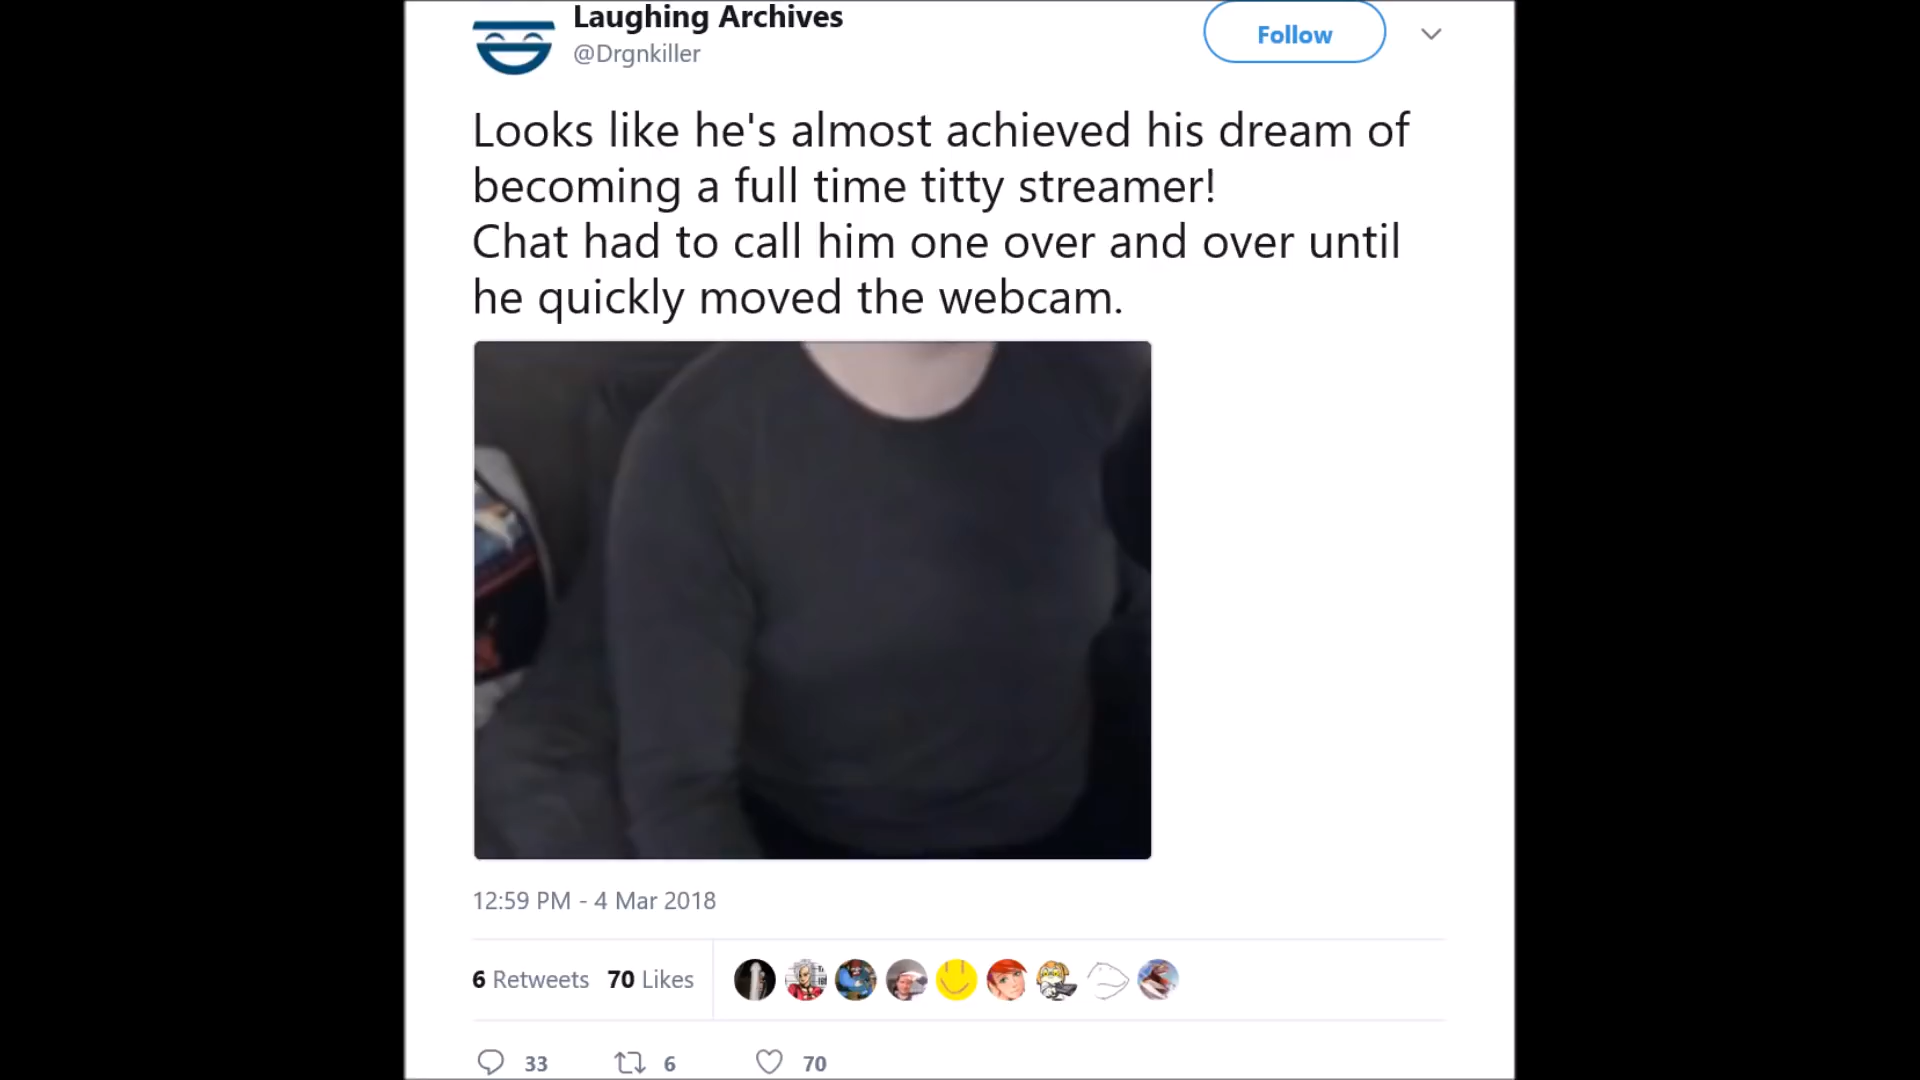 Laughing Archives
@Drgnkiller
Follow
Looks like he's almost achieved his dream of
becoming a full time titty streamer!
Chat had to call him one over and over until
he quickly moved the webcam.
12:59 PM - 4 Mar 2018
6 Retweets 70 Likes
33 6 70